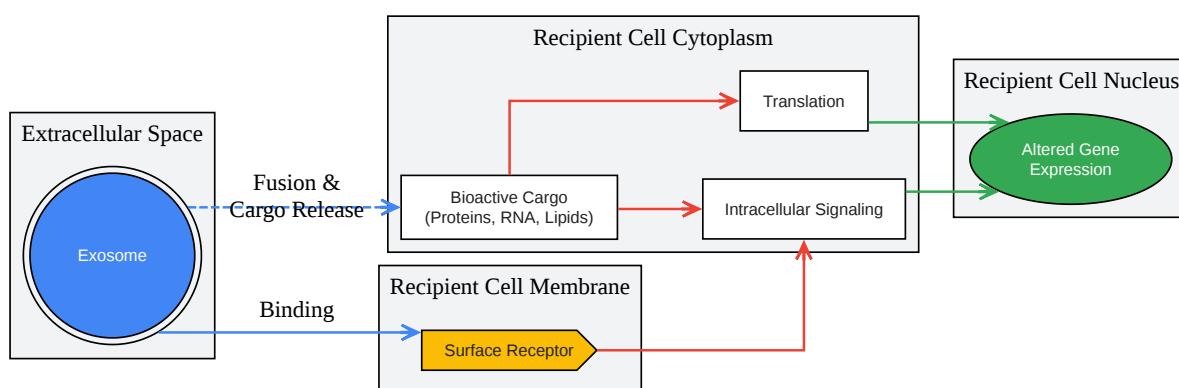 Extracellular Space
Exosome
Fusion &
Cargo Release
Binding
Recipient Cell Cytoplasm
Translation
Bioactive Cargo
(Proteins, RNA, Lipids)
Intracellular Signaling
Recipient Cell Membrane
Surface Receptor
Recipient Cell Nucleus
Altered Gene
Expression